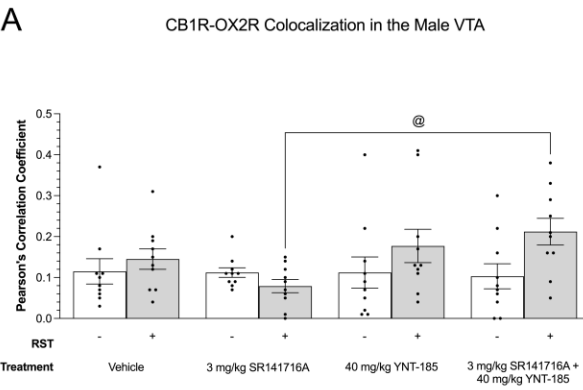 A
CB1R-OX2R Colocalization in the Male VTA
Pearson's Correlation Coefficient
0.5
0.4
0.3
0.2
0.1
0.0
@
RST - + - + - + - +
Treatment Vehicle 3 mg/kg SR141716A 40 mg/kg YNT-185 3 mg/kg SR141716A +
40 mg/kg YNT-185